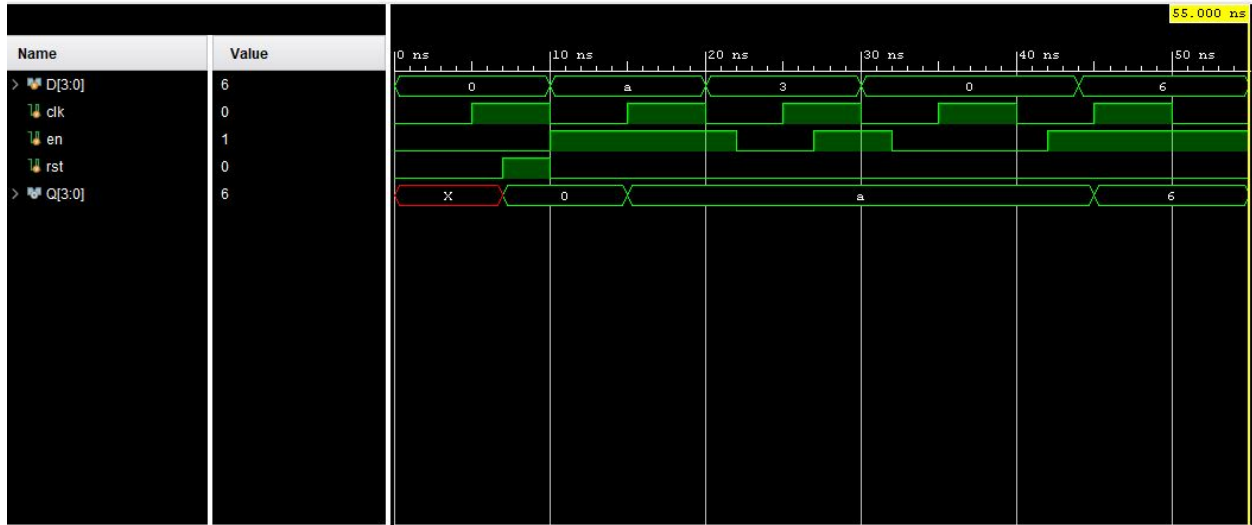 55.000 ns
Name Value
0 ns 10 ns 20 ns 30 ns 40 ns 50 ns
> D[3:0] 6 0 a 3 0 6
clk 0
en 1
rst 0
> Q[3:0] 6 X 0 a 6